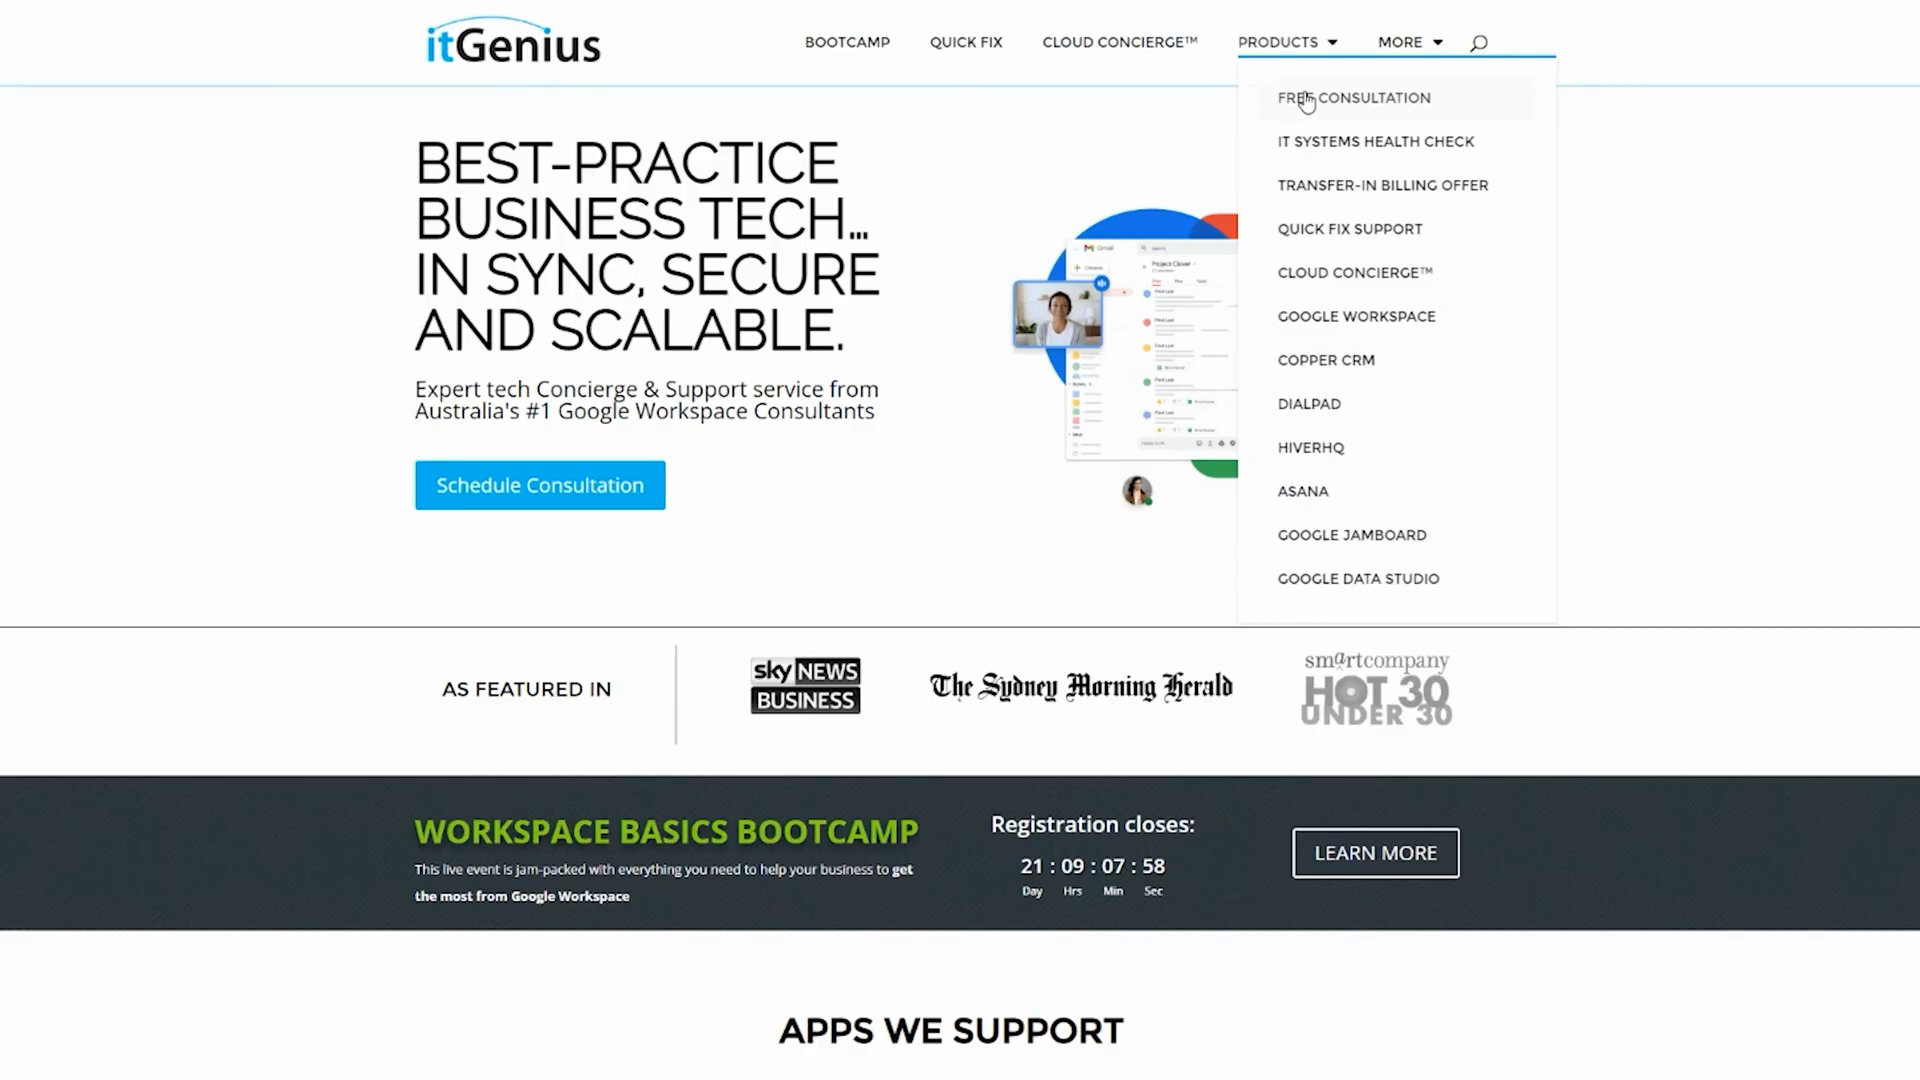 itGenius
BOOTCAMP
QUICK FIX
CLOUD CONCIERGE™
PRODUCTS
MORE
FREE CONSULTATION
IT SYSTEMS HEALTH CHECK
TRANSFER-IN BILLING OFFER
QUICK FIX SUPPORT
CLOUD CONCIERGE™
GOOGLE WORKSPACE
COPPER CRM
DIALPAD
HIVERHQ
ASANA
GOOGLE JAMBOARD
GOOGLE DATA STUDIO
BEST-PRACTICE
BUSINESS TECH...
IN SYNC, SECURE
AND SCALABLE.
Expert tech Concierge & Support service from
Australia's #1 Google Workspace Consultants
Schedule Consultation
Gmail
Project Clover
AS FEATURED IN
sky NEWS
BUSINESS
The Sydney Morning Herald
smartcompany
HOT 30
UNDER 30
WORKSPACE BASICS BOOTCAMP
This live event is jam-packed with everything you need to help your business to get
the most from Google Workspace
Registration closes:
21 : 09 : 07 : 58
Day Hrs Min Sec
LEARN MORE
APPS WE SUPPORT